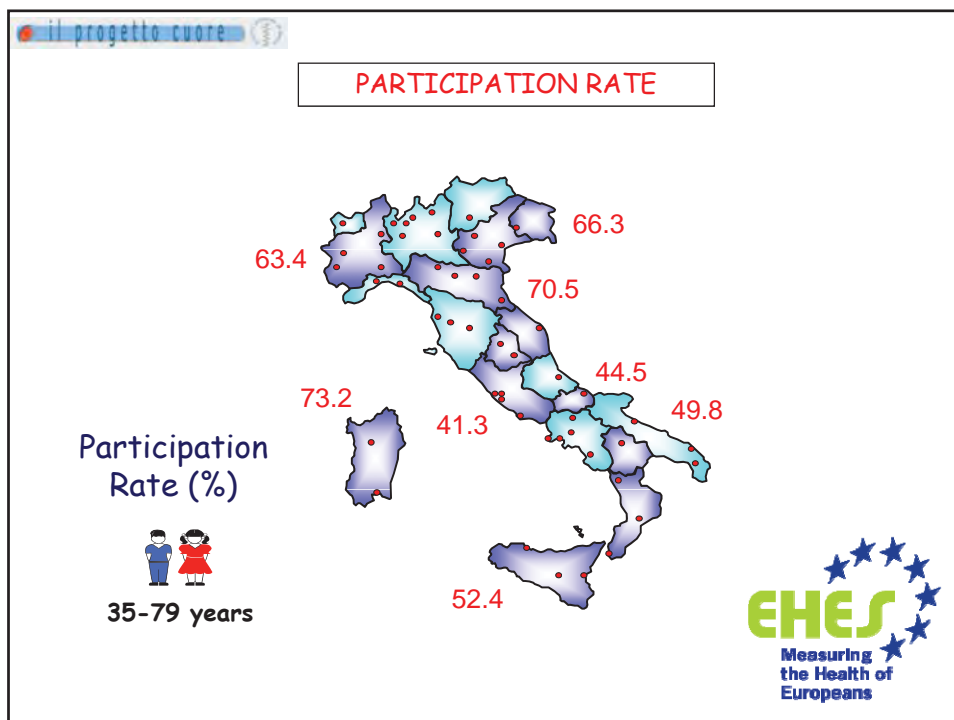 il progetto cuore
PARTICIPATION RATE
66.3
63.4
70.5
44.5
73.2
49.8
41.3
Participation
Rate (%)
52.4
35-79 years
EHES
Measuring
the Health of
Europeans